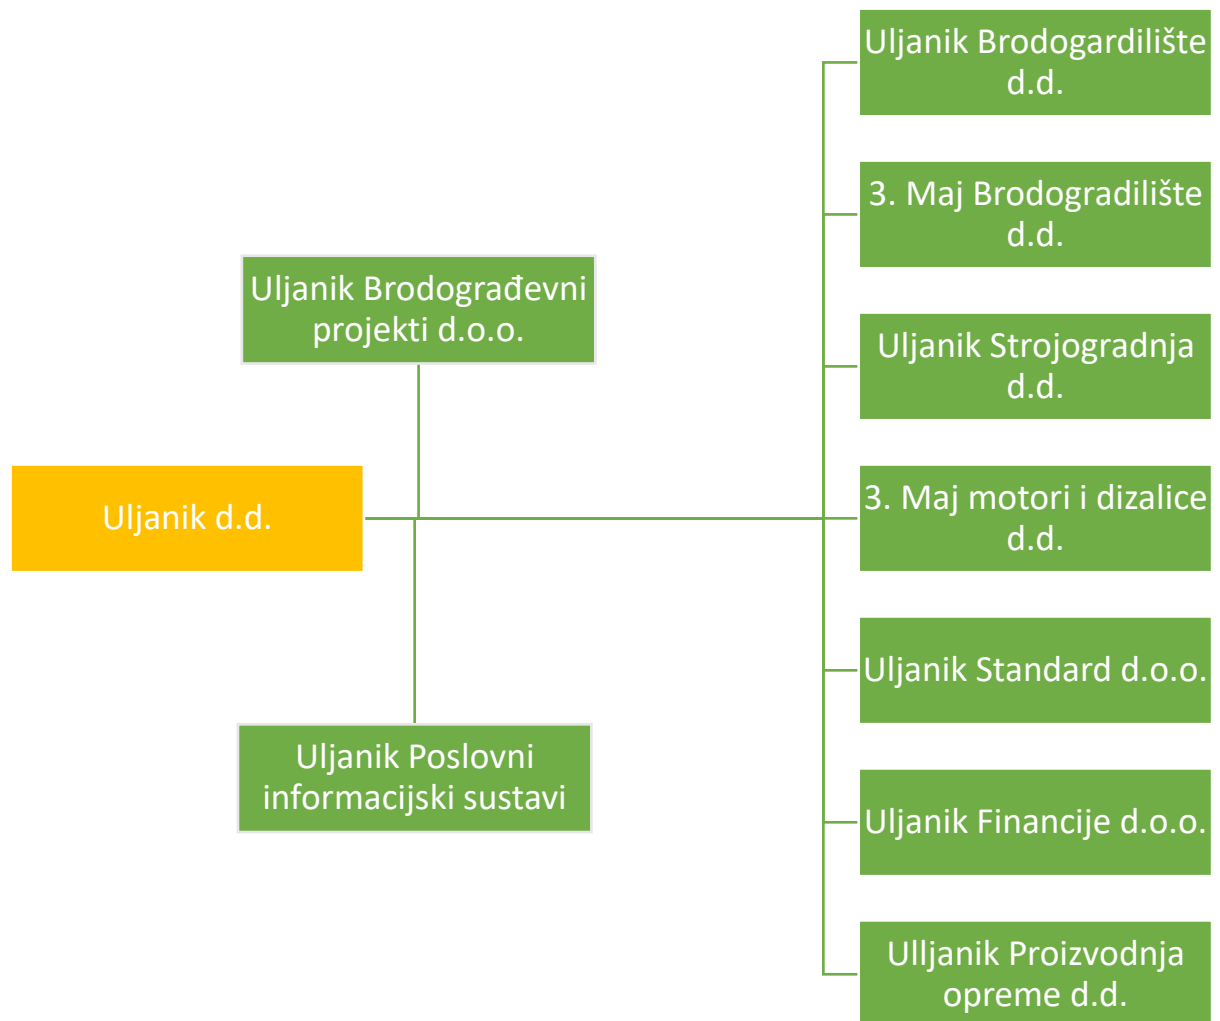 Uljanik Brodogardilište
d.d.
3. Maj Brodogradilište
d.d.
Uljanik Brodograđevni
projekti d.o.o.
Uljanik Strojogradnja
d.d.
Uljanik d.d.
3. Maj motori i dizalice
d.d.
Uljanik Standard d.o.o.
Uljanik Poslovni
informacijski sustavi
Uljanik Financije d.o.o.
Ulljanik Proizvodnja
opreme d.d.